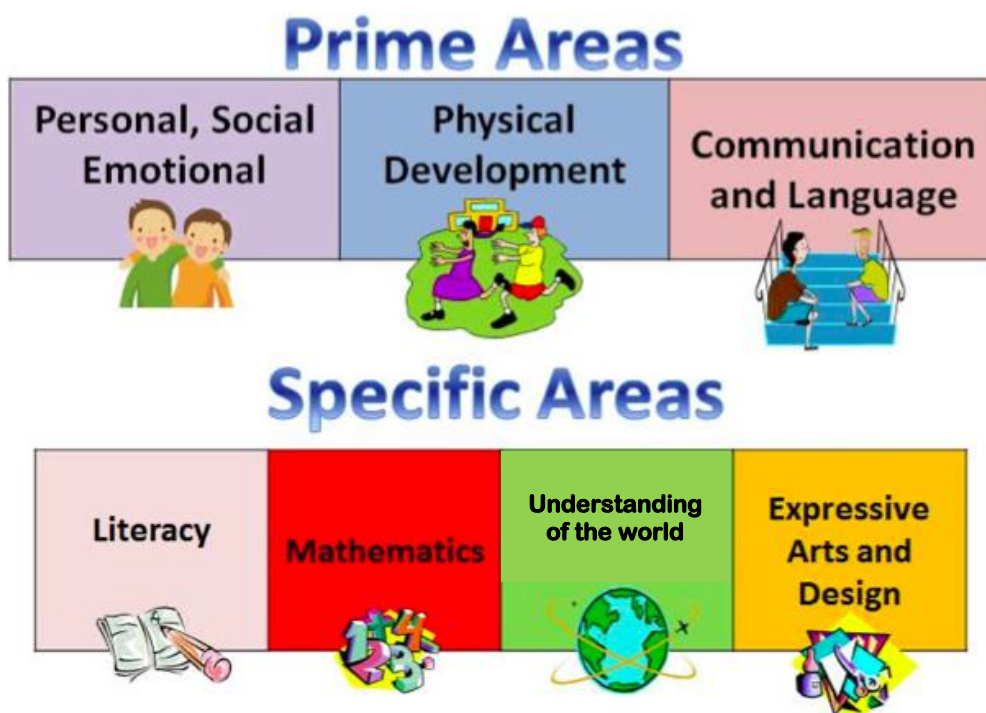 Prime Areas
Personal, Social
Emotional
Physical
Development
Communication
and Language
Specific Areas
Literacy
Mathematics
Understanding
of the world
Expressive
Arts and
Design